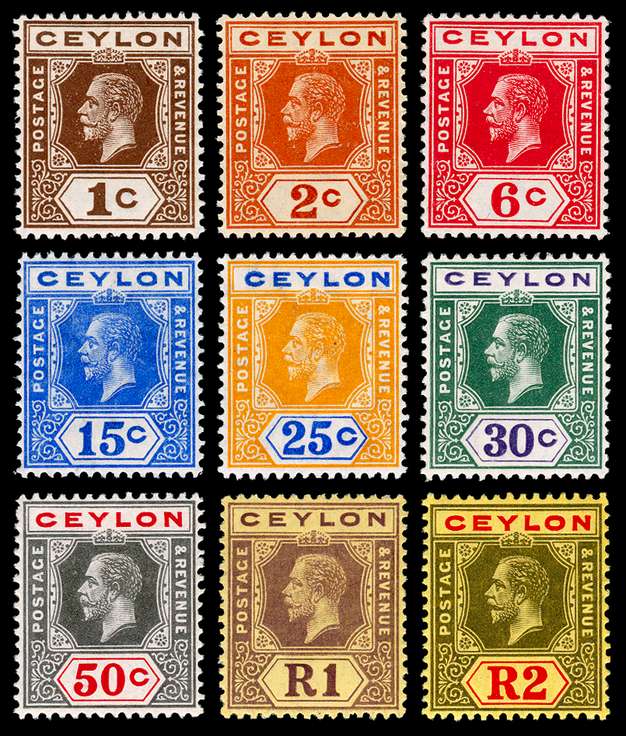 CEYLON
POSTAGE
& REVENUE
1c
CEYLON
POSTAGE
& REVENUE
2c
CEYLON
POSTAGE
& REVENUE
6c
CEYLON
POSTAGE
& REVENUE
15c
CEYLON
POSTAGE
& REVENUE
25c
CEYLON
POSTAGE
& REVENUE
30c
CEYLON
POSTAGE
& REVENUE
50c
CEYLON
POSTAGE
& REVENUE
R1
CEYLON
POSTAGE
& REVENUE
R2